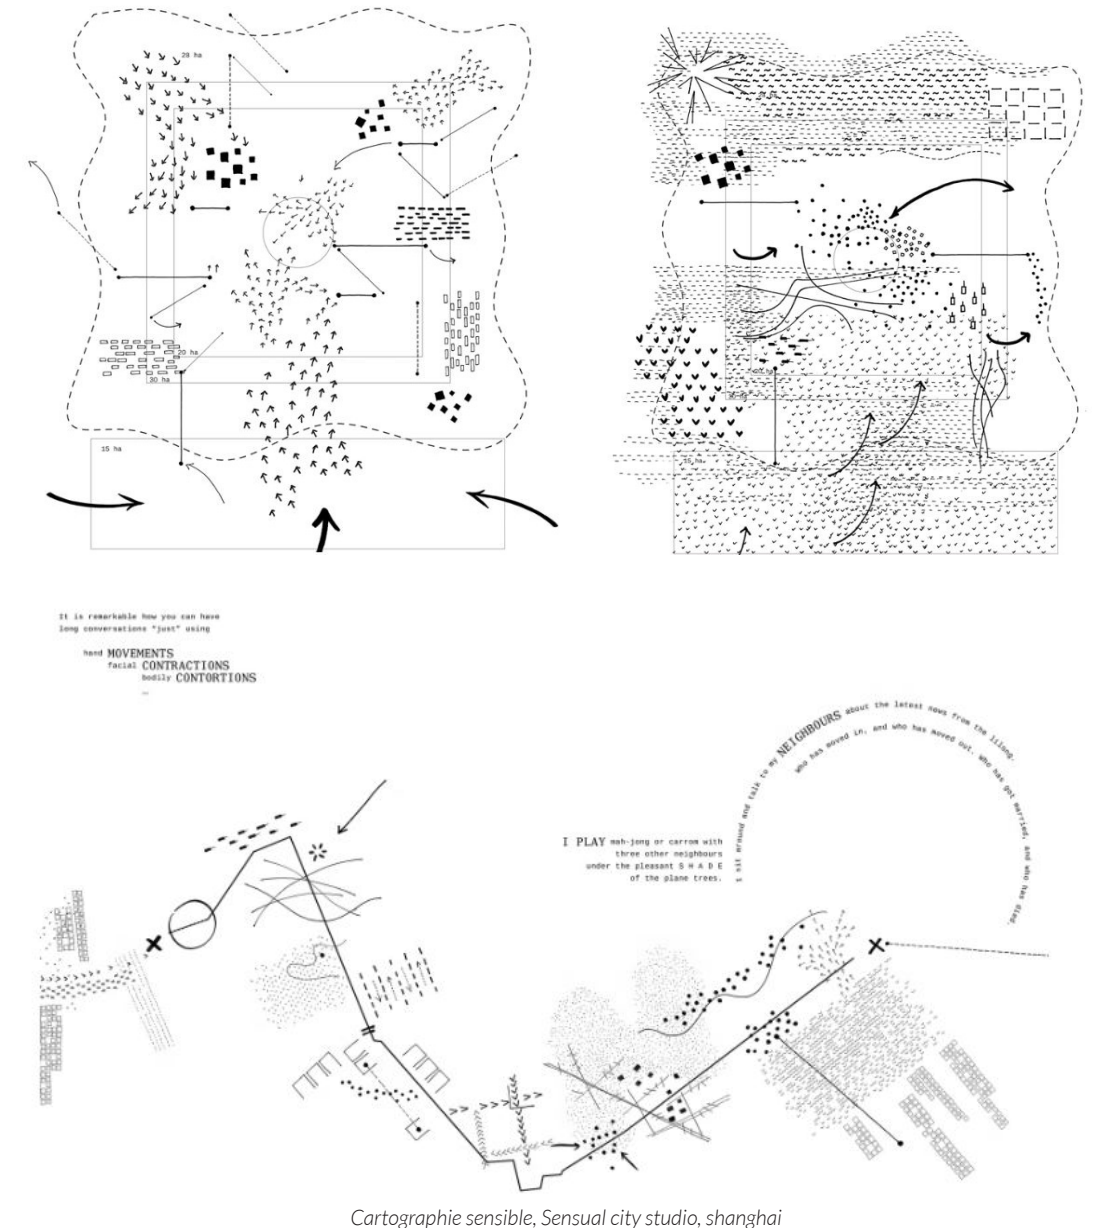 29 ha
20 ha
30 ha
15 ha
15 ha
It is remarkable how you can have
long conversations "just" using
hand MOVEMENTS
facial CONTRACTIONS
bodily CONTORTIONS
I sit around and talk to my NEIGHBOURS about the latest news from the lilong.
Who has moved in, and who has moved out. Who has got married, and who has died.
I PLAY mah-jong or carrom with
three other neighbours
under the pleasant S H A D E
of the plane trees.
Cartographie sensible, Sensual city studio, shanghai